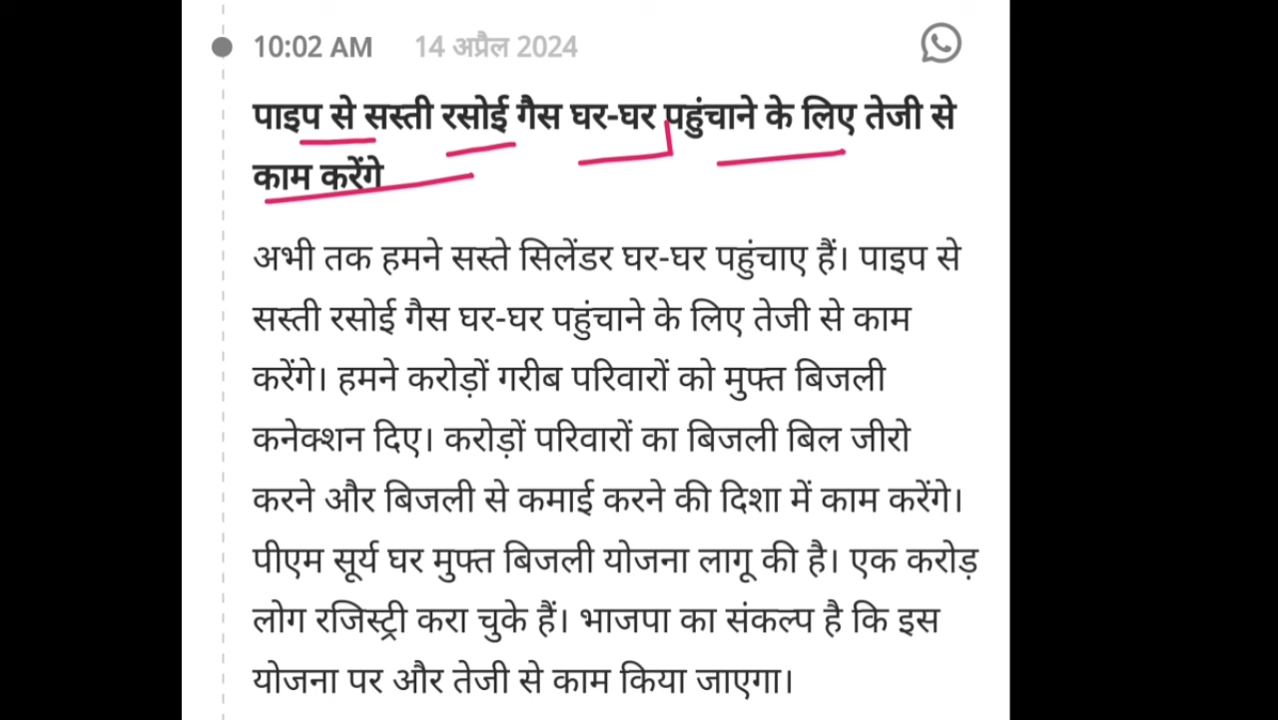 10:02 AM 14 अप्रैल 2024
पाइप से सस्ती रसोई गैस घर-घर पहुंचाने के लिए तेजी से
काम करेंगे
अभी तक हमने सस्ते सिलेंडर घर-घर पहुंचाए हैं। पाइप से
सस्ती रसोई गैस घर-घर पहुंचाने के लिए तेजी से काम
करेंगे। हमने करोड़ों गरीब परिवारों को मुफ्त बिजली
कनेक्शन दिए। करोड़ों परिवारों का बिजली बिल जीरो
करने और बिजली से कमाई करने की दिशा में काम करेंगे।
पीएम सूर्य घर मुफ्त बिजली योजना लागू की है। एक करोड़
लोग रजिस्ट्री करा चुके हैं। भाजपा का संकल्प है कि इस
योजना पर और तेजी से काम किया जाएगा।